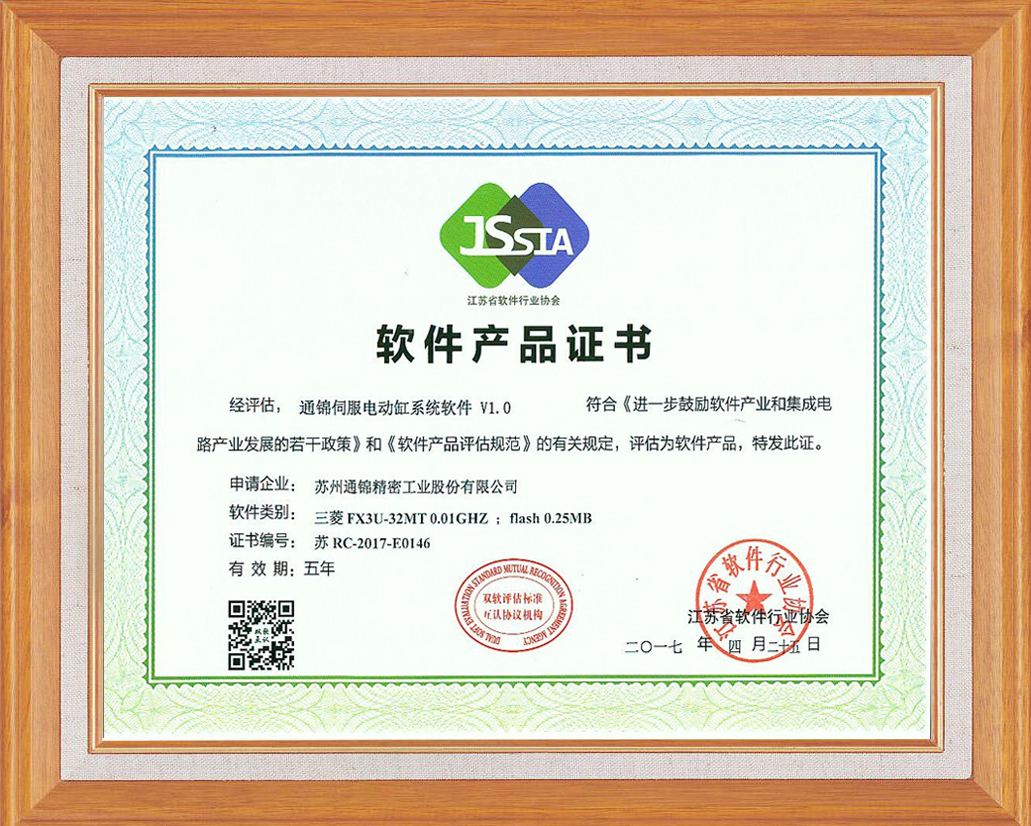 JSSIA
江苏省软件行业协会
软件产品证书
经评估， 通锦伺服电动缸系统软件 V1.0 符合《进一步鼓励软件产业和集成电
路产业发展的若干政策》和《软件产品评估规范》的有关规定，评估为软件产品，特发此证。
申请企业： 苏州通锦精密工业股份有限公司
软件类别： 三菱 FX3U-32MT 0.01GHZ ；flash 0.25MB
证书编号： 苏 RC-2017-E0146
有 效 期：五年
DUAL SOFT EVALUATION STANDARD MUTUAL RECOGNITION AGREEMENT AGENCY
双软评估标准
互认协议机构
江苏省软件行业协会
江苏省软件行业协会
二〇一七 年 四 月二十五日